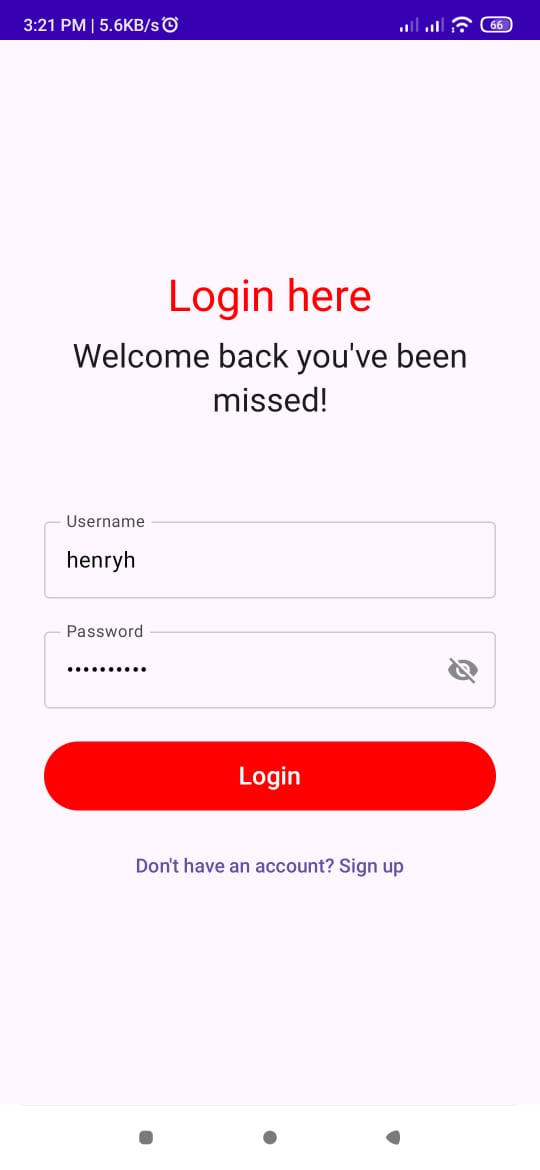 3:21 PM | 5.6KB/s
66
Login here
Welcome back you've been
missed!
Username
henryh
Password
••••••••••
Login
Don't have an account? Sign up